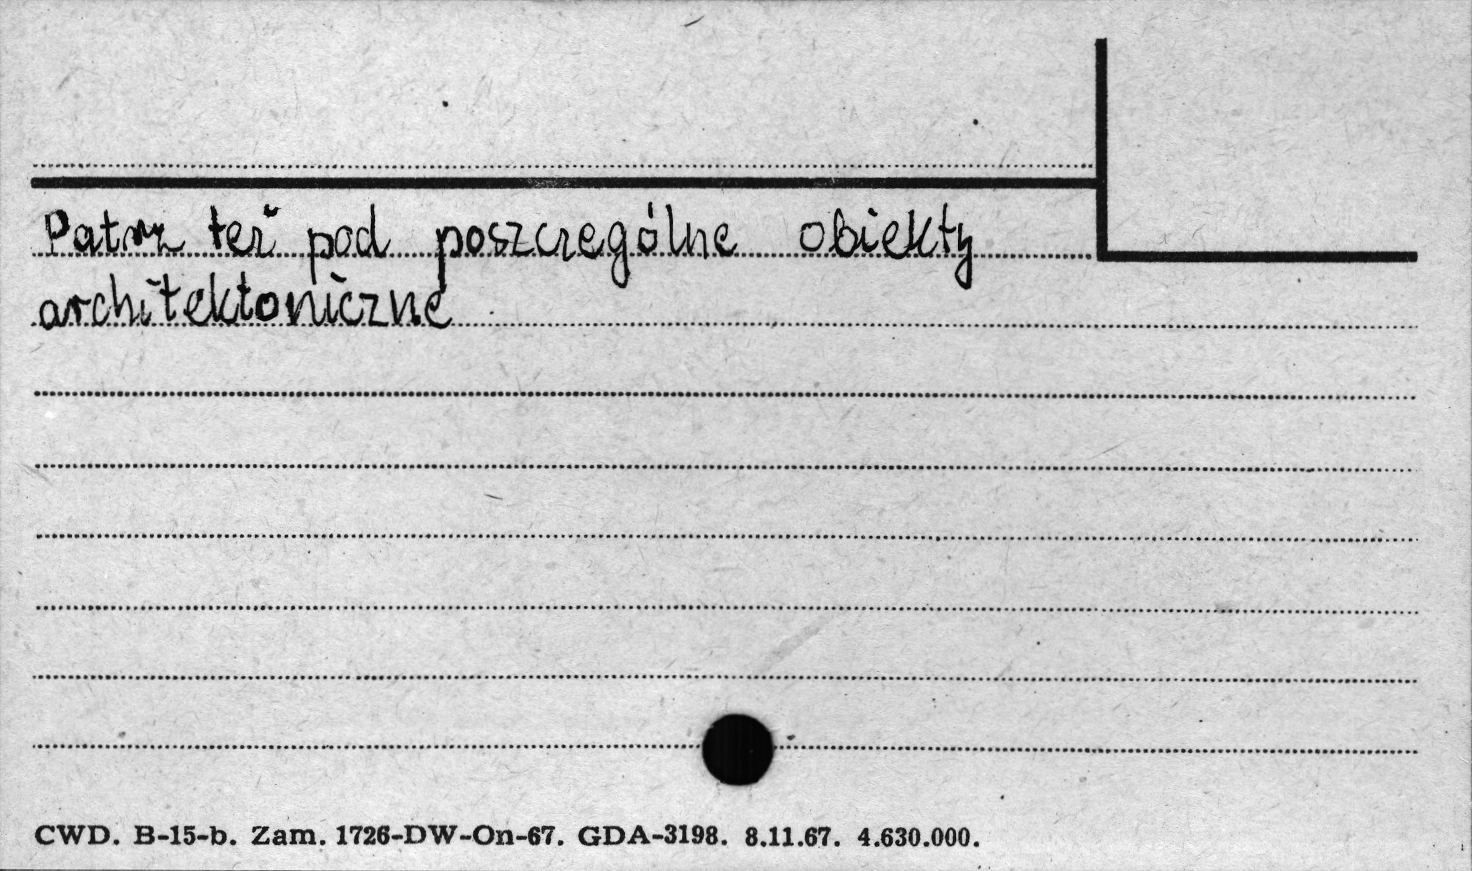 Patrz też pod poszczególne obiekty
architektoniczne
CWD. B-15-b. Zam. 1726-DW-On-67. GDA-3198. 8.11.67. 4.630.000.